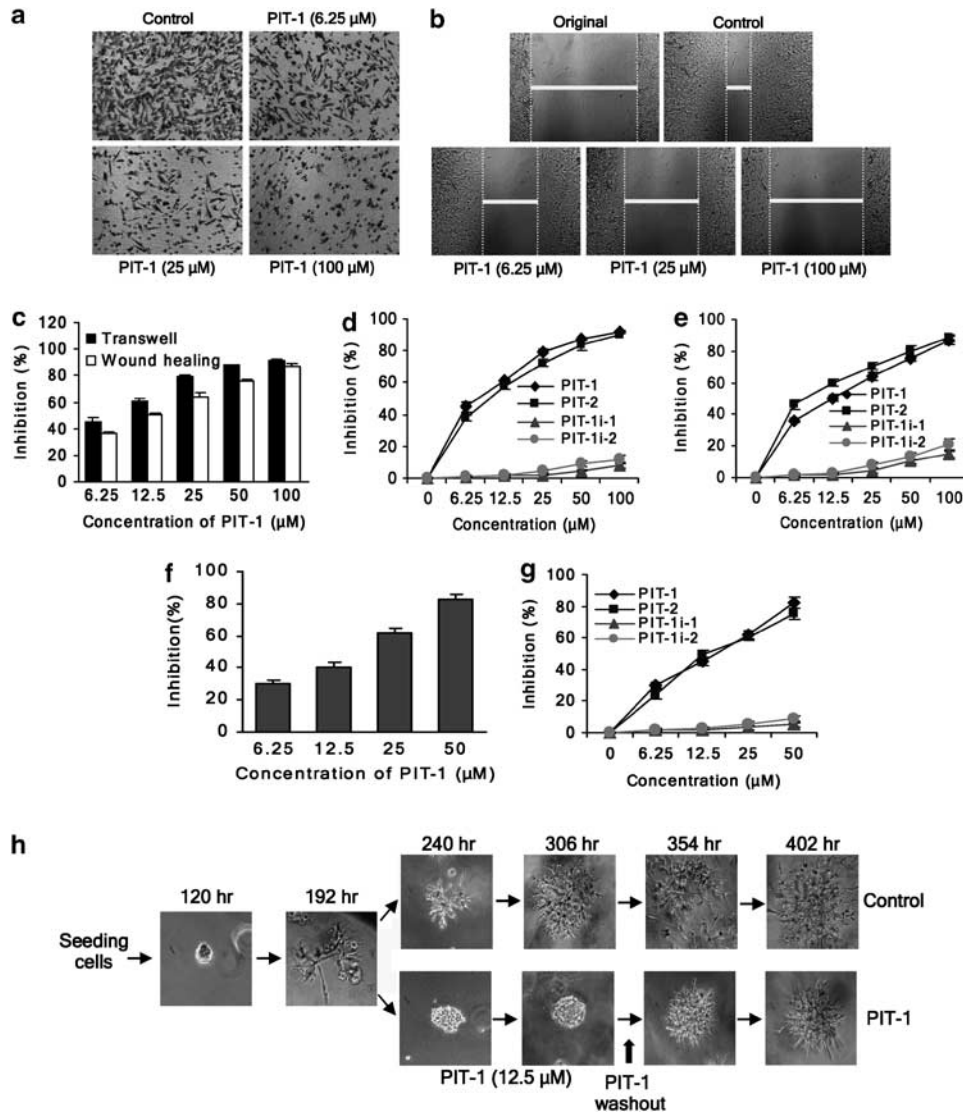 a
Control
PIT-1 (6.25 µM)
PIT-1 (25 µM)
PIT-1 (100 µM)
b
Original
Control
PIT-1 (6.25 µM)
PIT-1 (25 µM)
PIT-1 (100 µM)
c
120
100
80
60
40
20
0
Inhibition (%)
Transwell
Wound healing
6.25 12.5 25 50 100
Concentration of PIT-1 (µM)
d
100
80
60
40
20
0
Inhibition (%)
PIT-1
PIT-2
PIT-1i-1
PIT-1i-2
0 6.25 12.5 25 50 100
Concentration (µM)
e
100
80
60
40
20
0
Inhibition (%)
PIT-1
PIT-2
PIT-1i-1
PIT-1i-2
0 6.25 12.5 25 50 100
Concentration (µM)
f
100
80
60
40
20
0
Inhibition(%)
6.25 12.5 25 50
Concentration of PIT-1 (µM)
g
100
80
60
40
20
0
Inhibition (%)
PIT-1
PIT-2
PIT-1i-1
PIT-1i-2
0 6.25 12.5 25 50
Concentration (µM)
h
240 hr 306 hr 354 hr 402 hr
120 hr 192 hr
Control
Seeding
cells
PIT-1
PIT-1 (12.5 µM)
PIT-1
washout